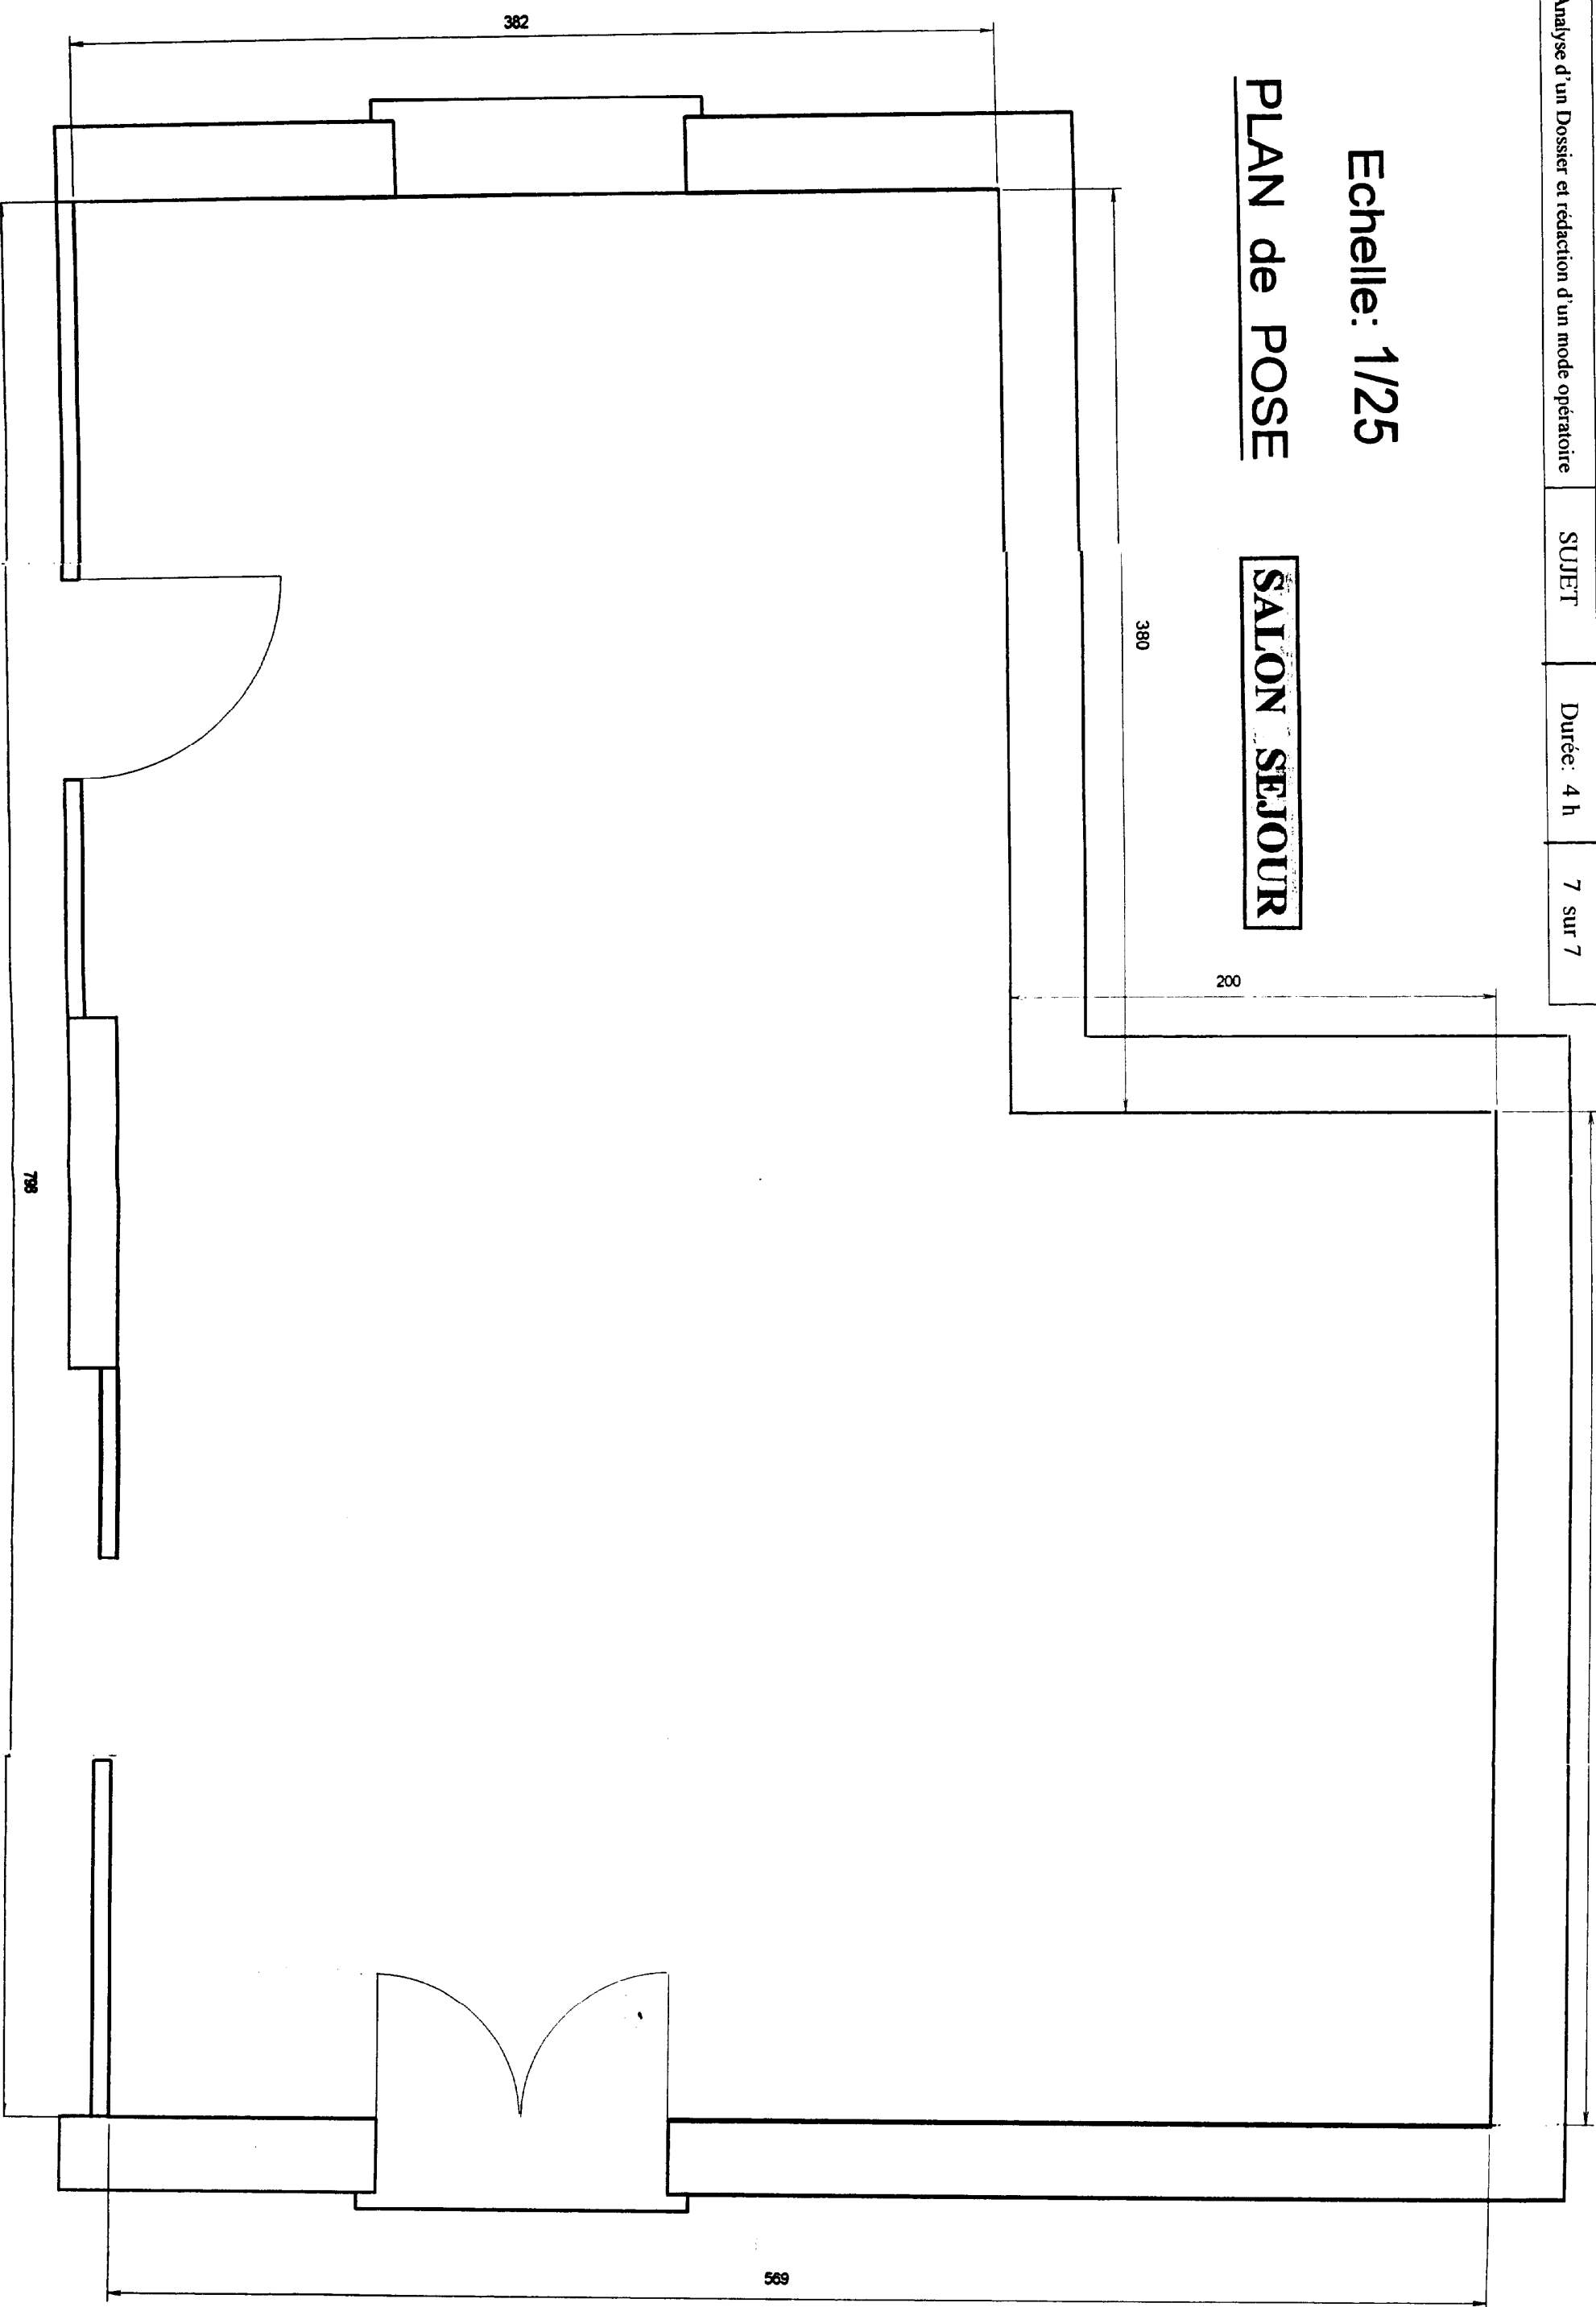 Analyse d'un Dossier et rédaction d'un mode opératoire
SUJET
Durée: 4 h
7 sur 7
Echelle: 1/25
PLAN de POSE
SALON SEJOUR
382
380
200
798
569